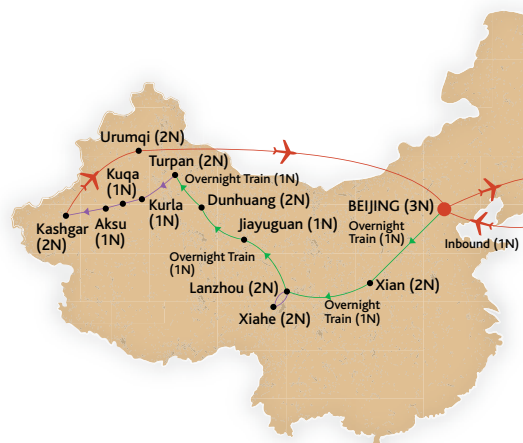 Urumqi (2N)
Turpan (2N)
Kuqa
(1N)
Overnight Train (1N)
Kurla
(1N)
Dunhuang (2N)
Aksu
(1N)
Kashgar
(2N)
Jiayuguan (1N)
Overnight Train
(1N)
BEIJING (3N)
Overnight
Train (1N)
Inbound (1N)
Lanzhou (2N)
Xian (2N)
Xiahe (2N)
Overnight
Train (1N)